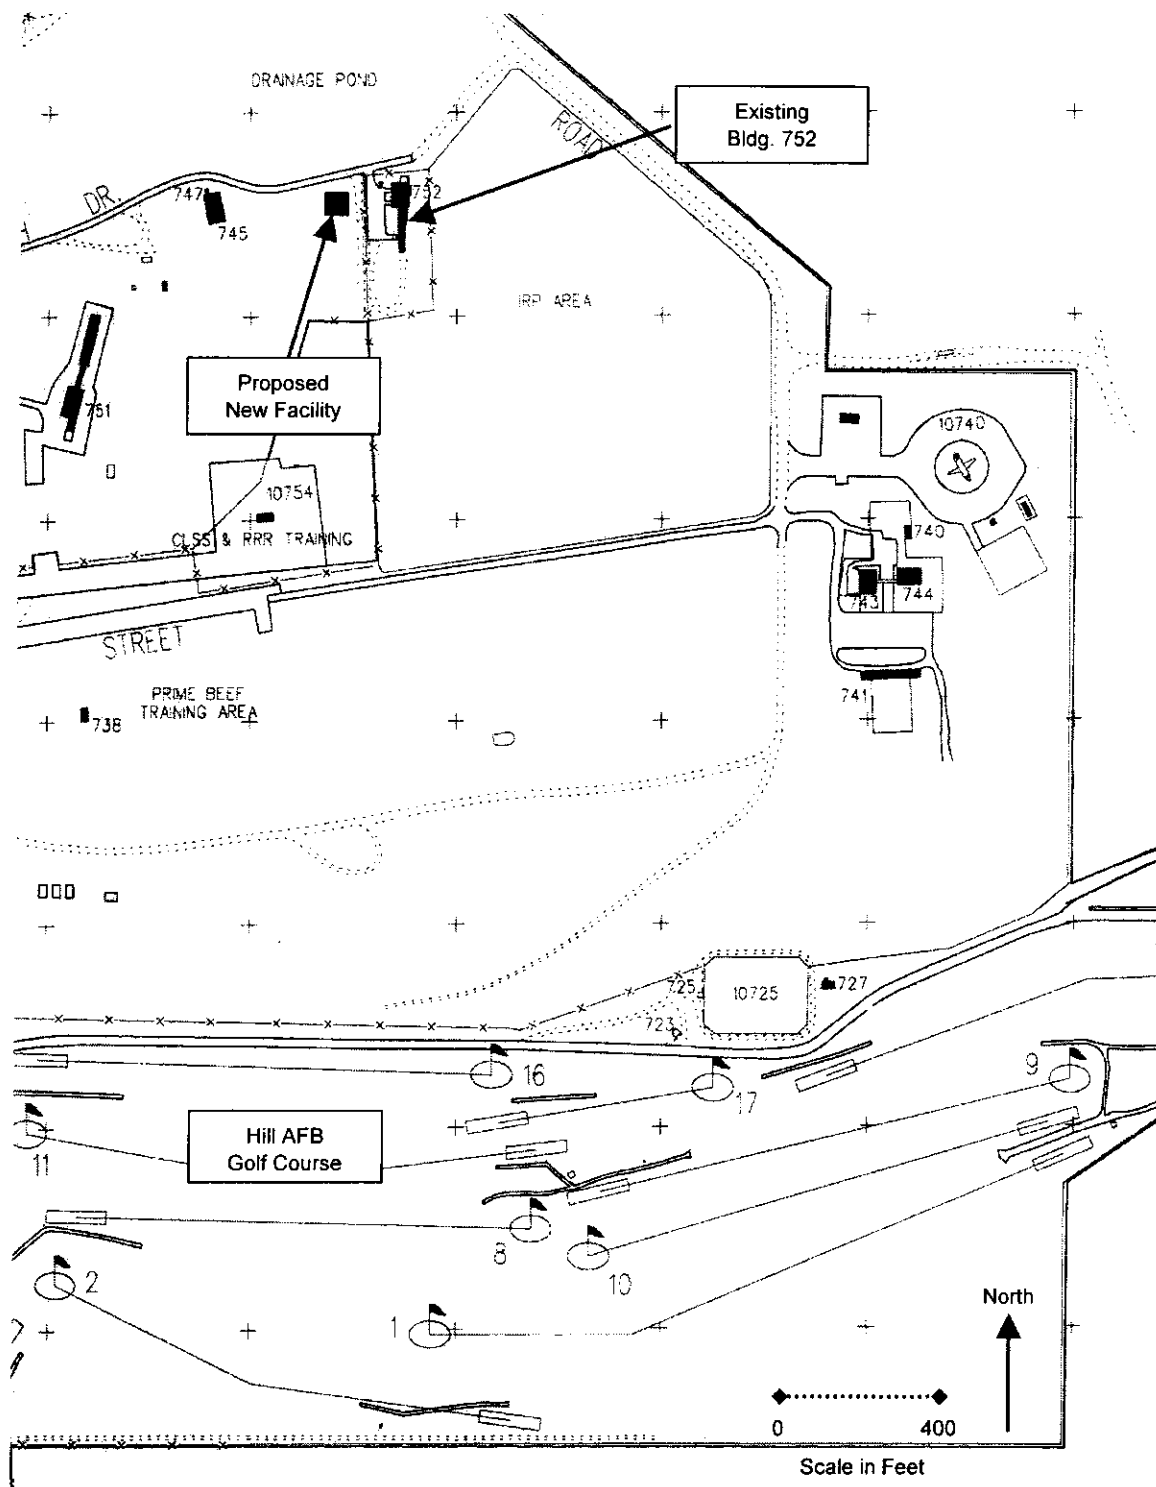 DRAINAGE POND
Existing
Bldg. 752
ROAD
DR.
747
752
745
IRP AREA
Proposed
New Facility
751
10740
10754
CLSS & RRR TRAINING
740
743
744
STREET
PRIME BEEF
TRAINING AREA
738
741
725
10725
727
723
16
17
9
11
Hill AFB
Golf Course
8
10
2
1
North
0
400
Scale in Feet